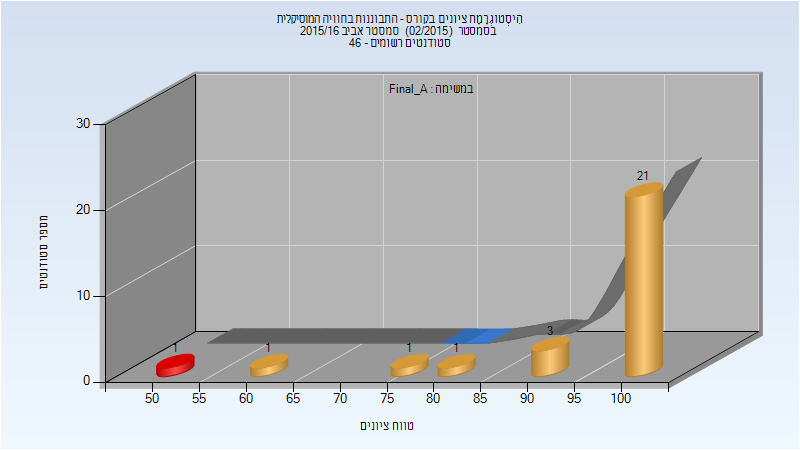 היסטוגרמת ציונים בקורס - התבוננות בחוויה המוסיקלית
בסמסטר (02/2015) סמסטר אביב 2015/16
סטודנטים רשומים - 46
במשימה : Final_A
מספר סטודנטים
30
20
10
0
1
1
1
1
3
21
50 55 60 65 70 75 80 85 90 95 100
טווח ציונים